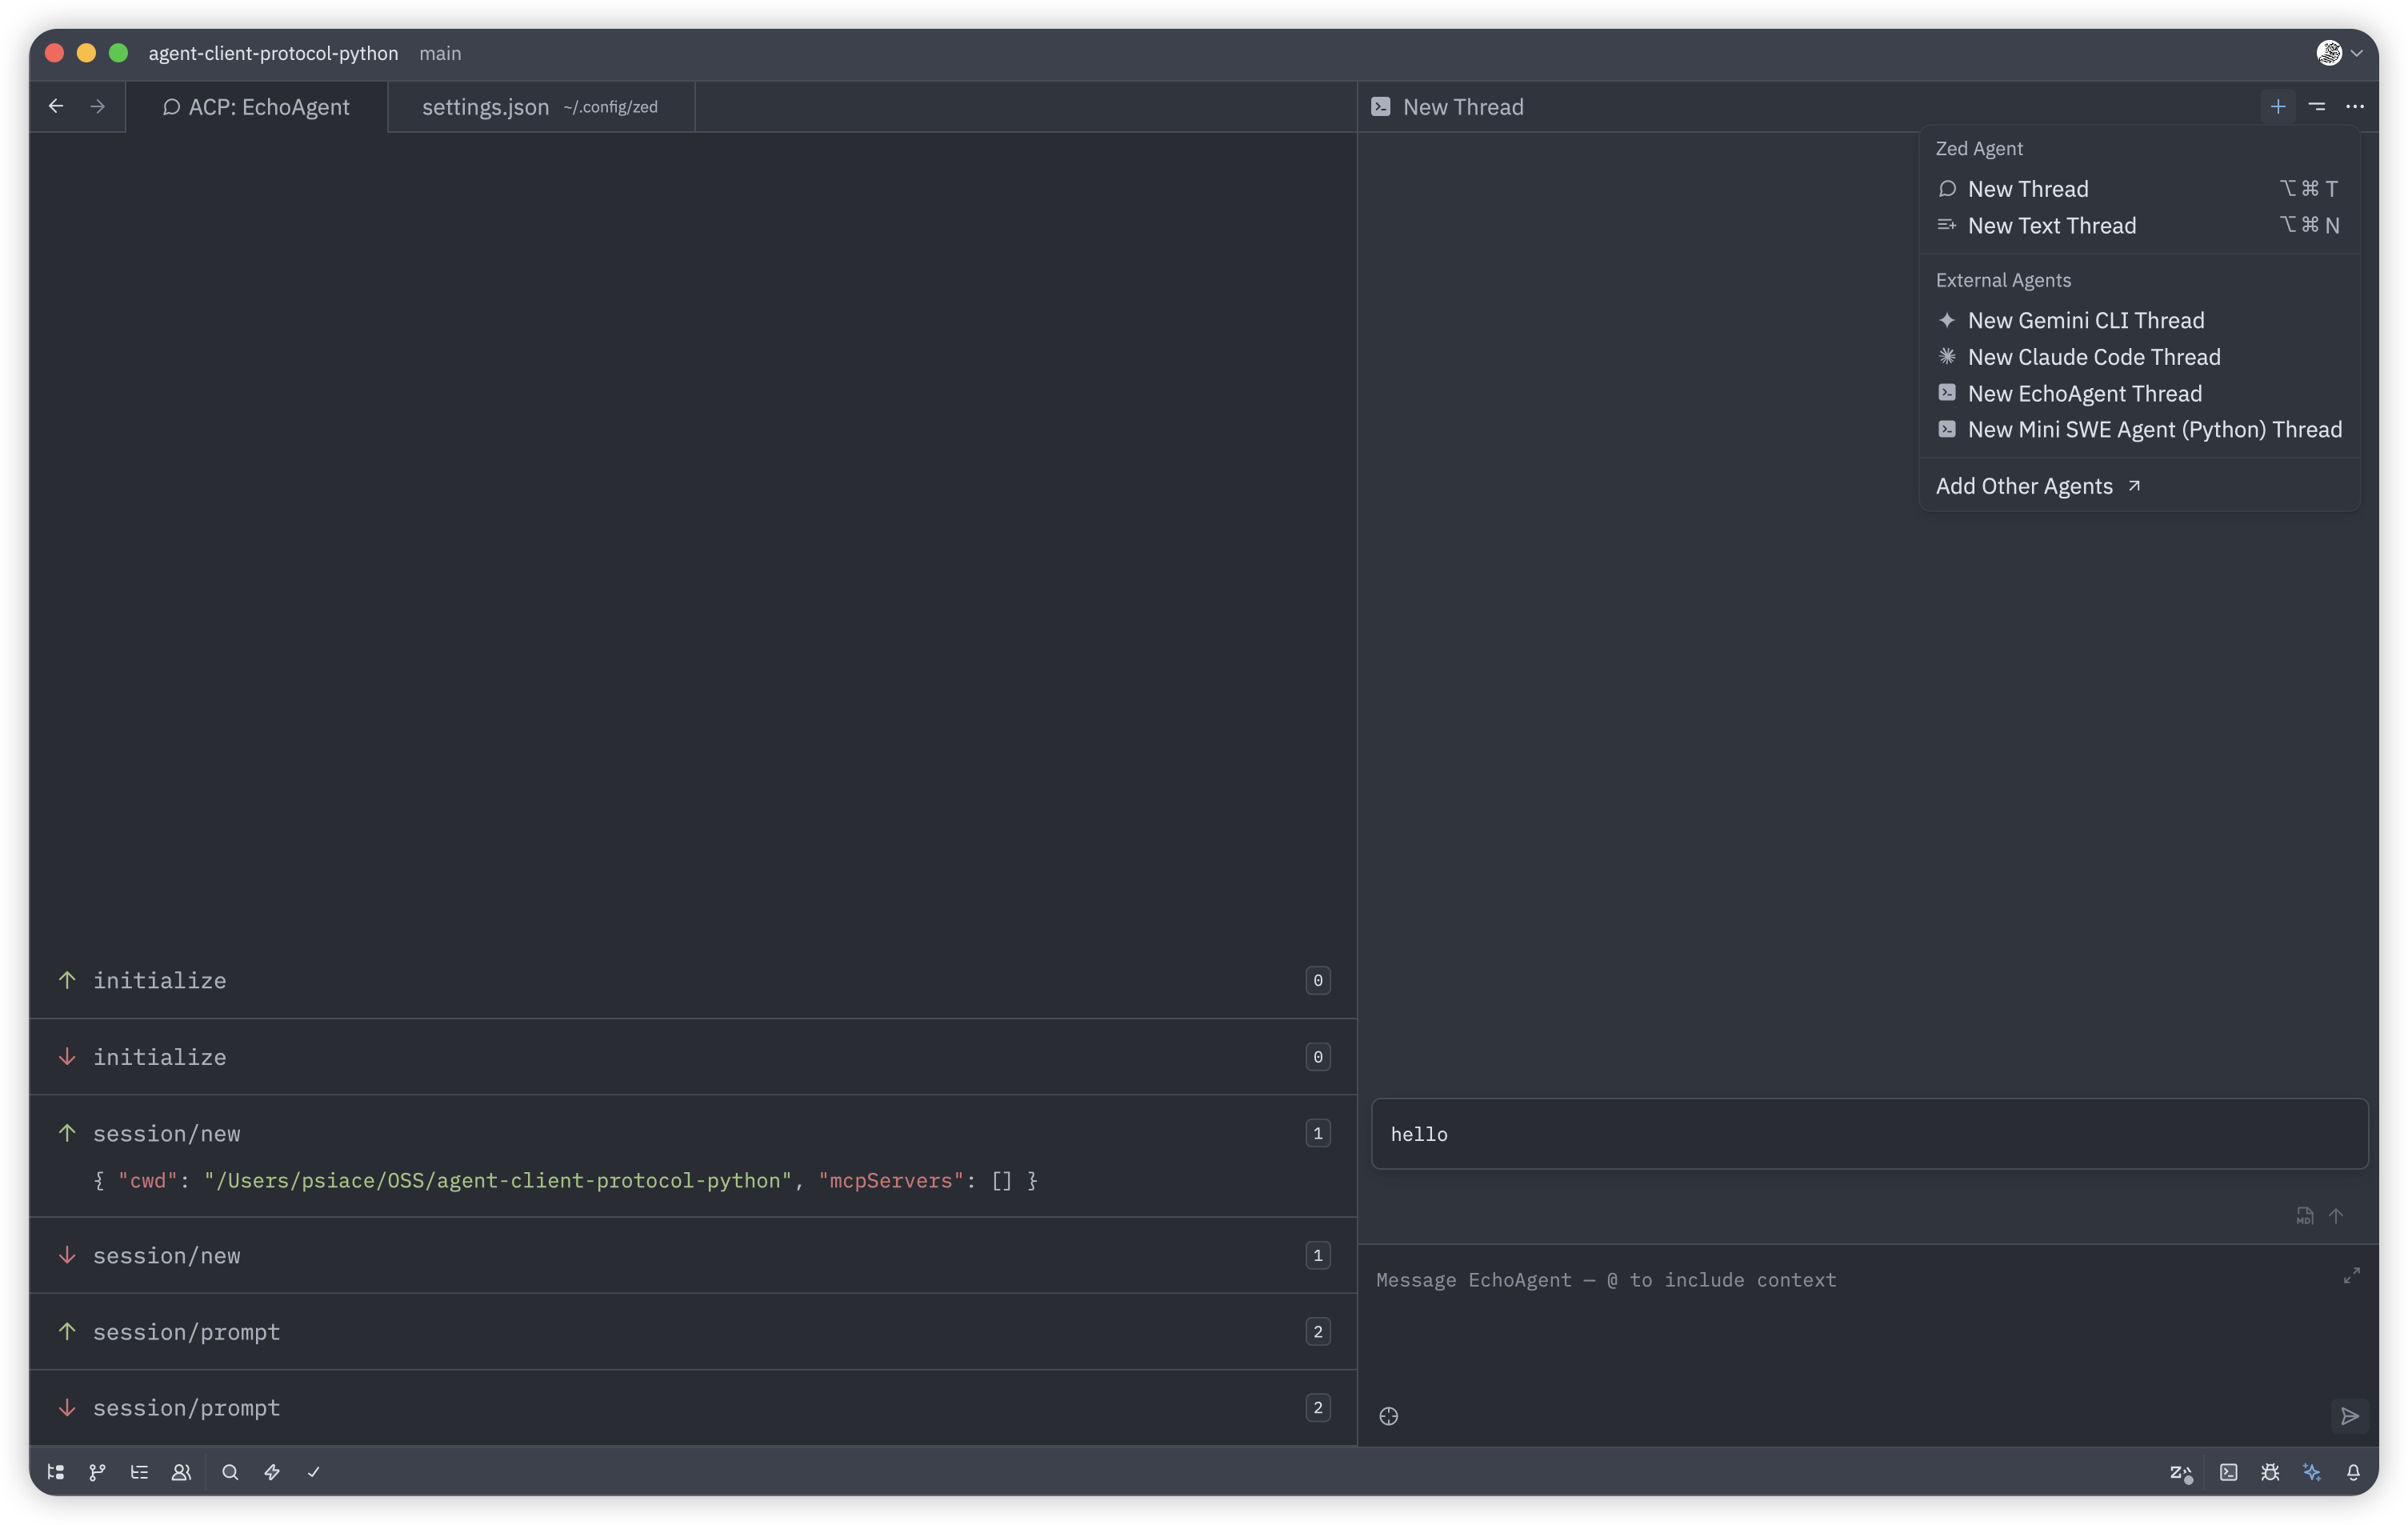 agent-client-protocol-python main
ACP: EchoAgent
settings.json ~/.config/zed
New Thread
Zed Agent
New Thread ⌥⌘T
New Text Thread ⌥⌘N
External Agents
New Gemini CLI Thread
New Claude Code Thread
New EchoAgent Thread
New Mini SWE Agent (Python) Thread
Add Other Agents
initialize 0
initialize 0
session/new 1
{ "cwd": "/Users/psiace/OSS/agent-client-protocol-python", "mcpServers": [] }
session/new 1
session/prompt 2
session/prompt 2
hello
MD
Message EchoAgent — @ to include context